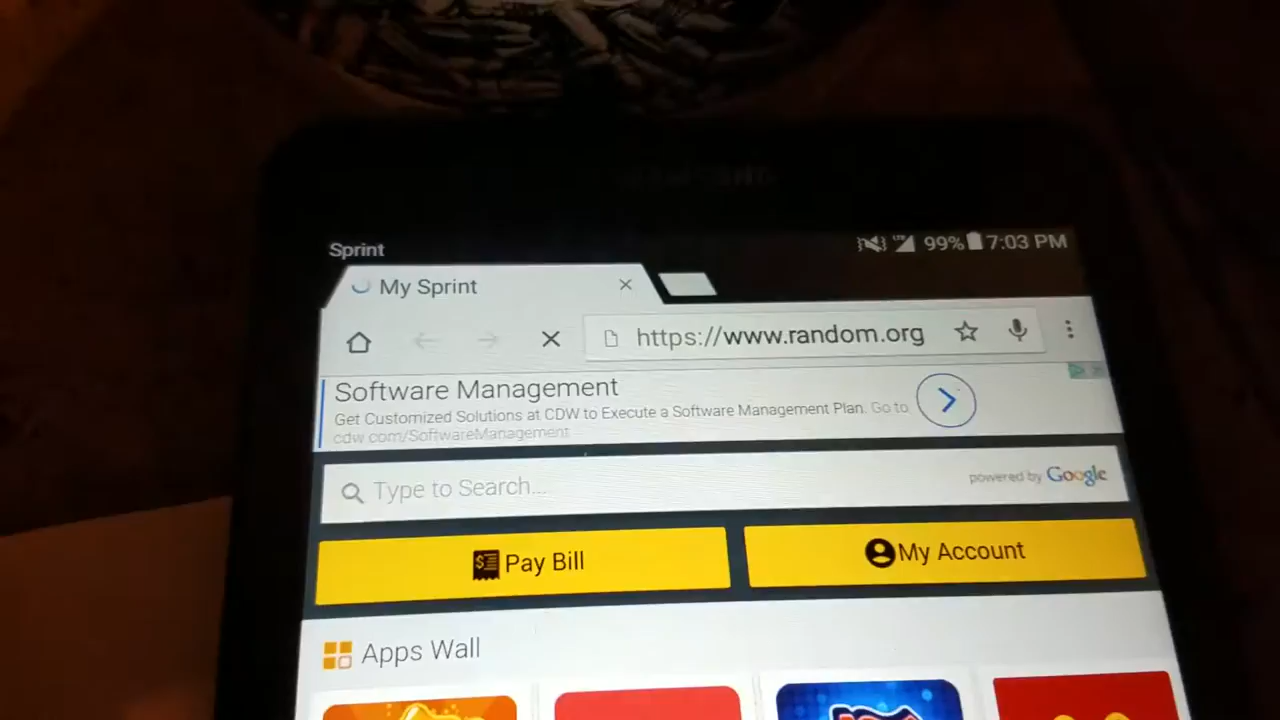 Sprint
99% 7:03 PM
My Sprint
https://www.random.org
Software Management
Get Customized Solutions at CDW to Execute a Software Management Plan. Go to
cdw.com/SoftwareManagement
Type to Search...
powered by Google
Pay Bill
My Account
Apps Wall